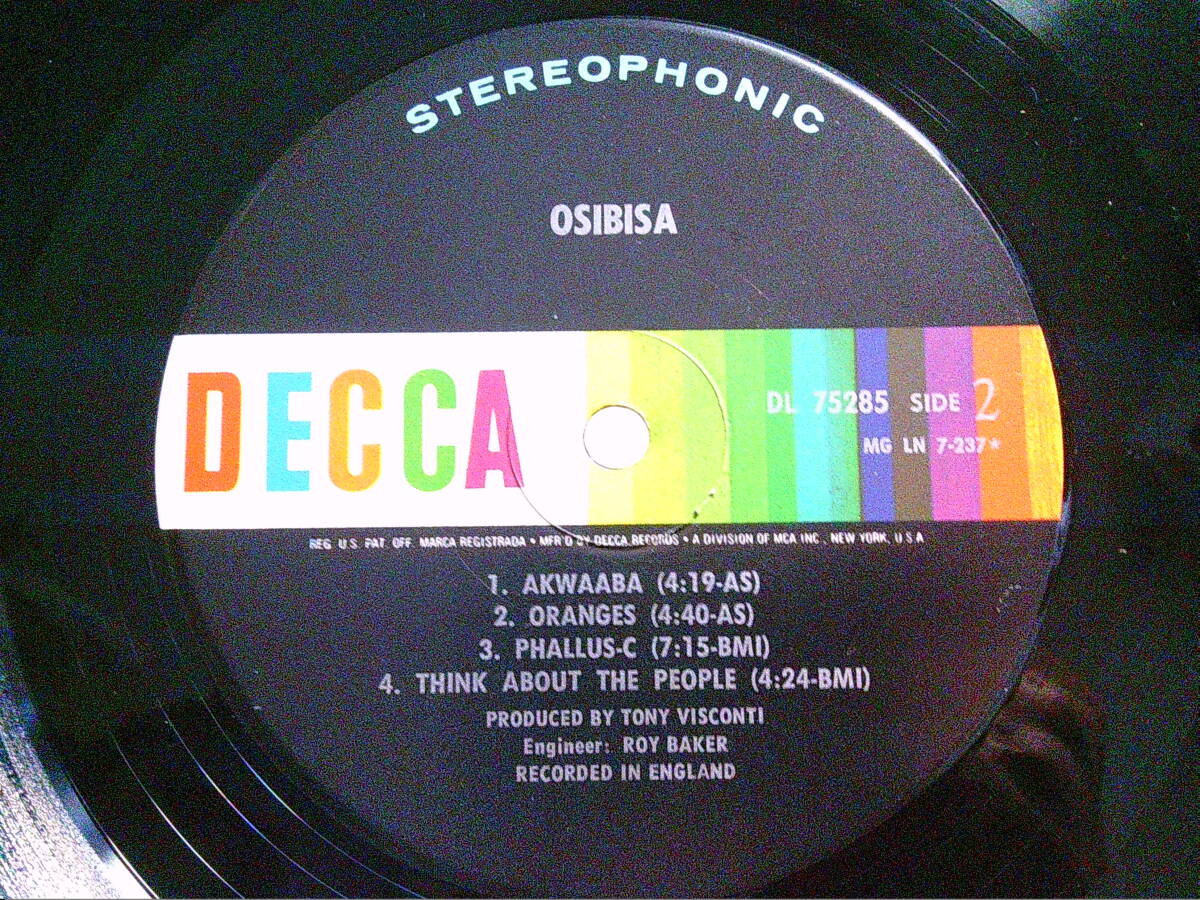 STEREOPHONIC
OSIBISA
DECCA
DL 75285 SIDE 2
MG LN 7-237*
REG. U.S. PAT. OFF. MARCA REGISTRADA • MFR'D BY DECCA RECORDS • A DIVISION OF MCA INC., NEW YORK, U.S.A
1. AKWAABA (4:19-AS)
2. ORANGES (4:40-AS)
3. PHALLUS-C (7:15-BMI)
4. THINK ABOUT THE PEOPLE (4:24-BMI)
PRODUCED BY TONY VISCONTI
Engineer: ROY BAKER
RECORDED IN ENGLAND